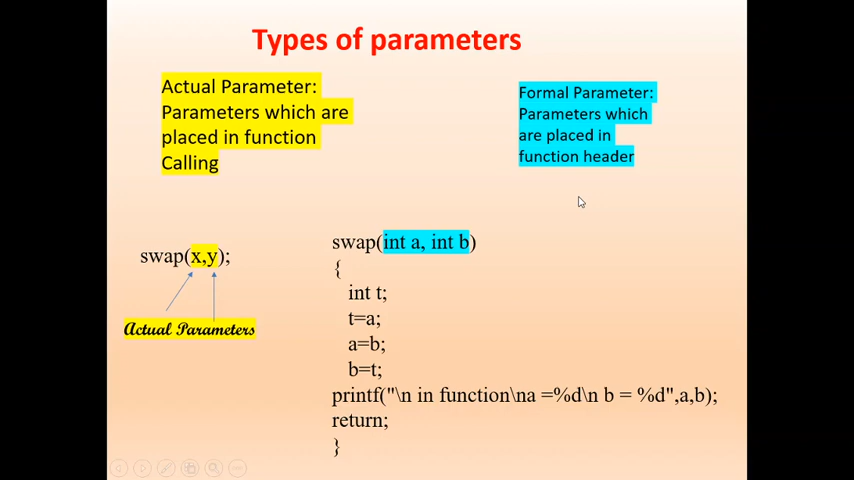 Types of parameters
Actual Parameter:
Parameters which are
placed in function
Calling
Formal Parameter:
Parameters which
are placed in
function header
swap(x,y);
Actual Parameters
swap(int a, int b)
{
int t;
t=a;
a=b;
b=t;
printf("\n in function\na =%d\n b = %d",a,b);
return;
}